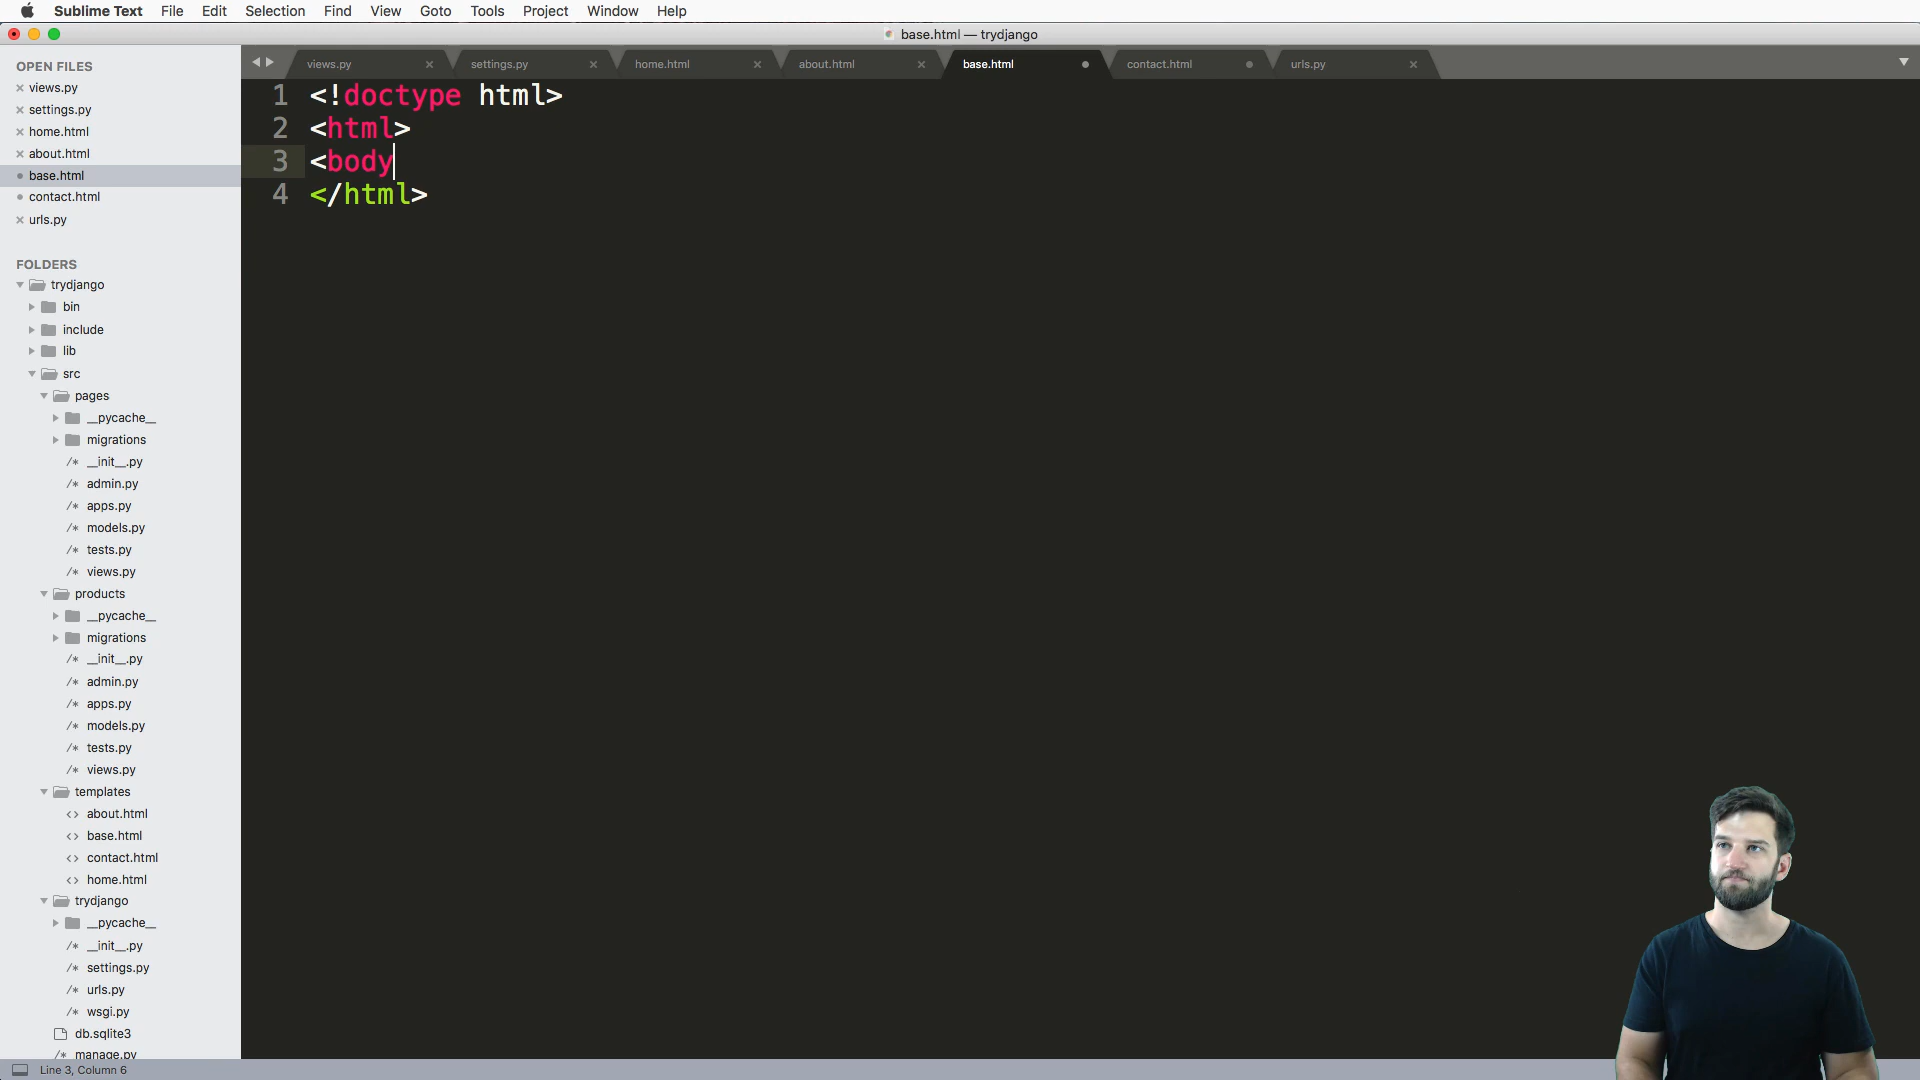 Sublime Text File Edit Selection Find View Goto Tools Project Window Help
base.html — trydjango
OPEN FILES
views.py
settings.py
home.html
about.html
base.html
contact.html
urls.py
FOLDERS
trydjango
bin
include
lib
src
pages
__pycache__
migrations
/* __init__.py
/* admin.py
/* apps.py
/* models.py
/* tests.py
/* views.py
products
__pycache__
migrations
/* __init__.py
/* admin.py
/* apps.py
/* models.py
/* tests.py
/* views.py
templates
<> about.html
<> base.html
<> contact.html
<> home.html
trydjango
__pycache__
/* __init__.py
/* settings.py
/* urls.py
/* wsgi.py
db.sqlite3
/* manage.py
views.py settings.py home.html about.html base.html contact.html urls.py
1 <!doctype html>
2 <html>
3 <body
4 </html>
Line 3, Column 6